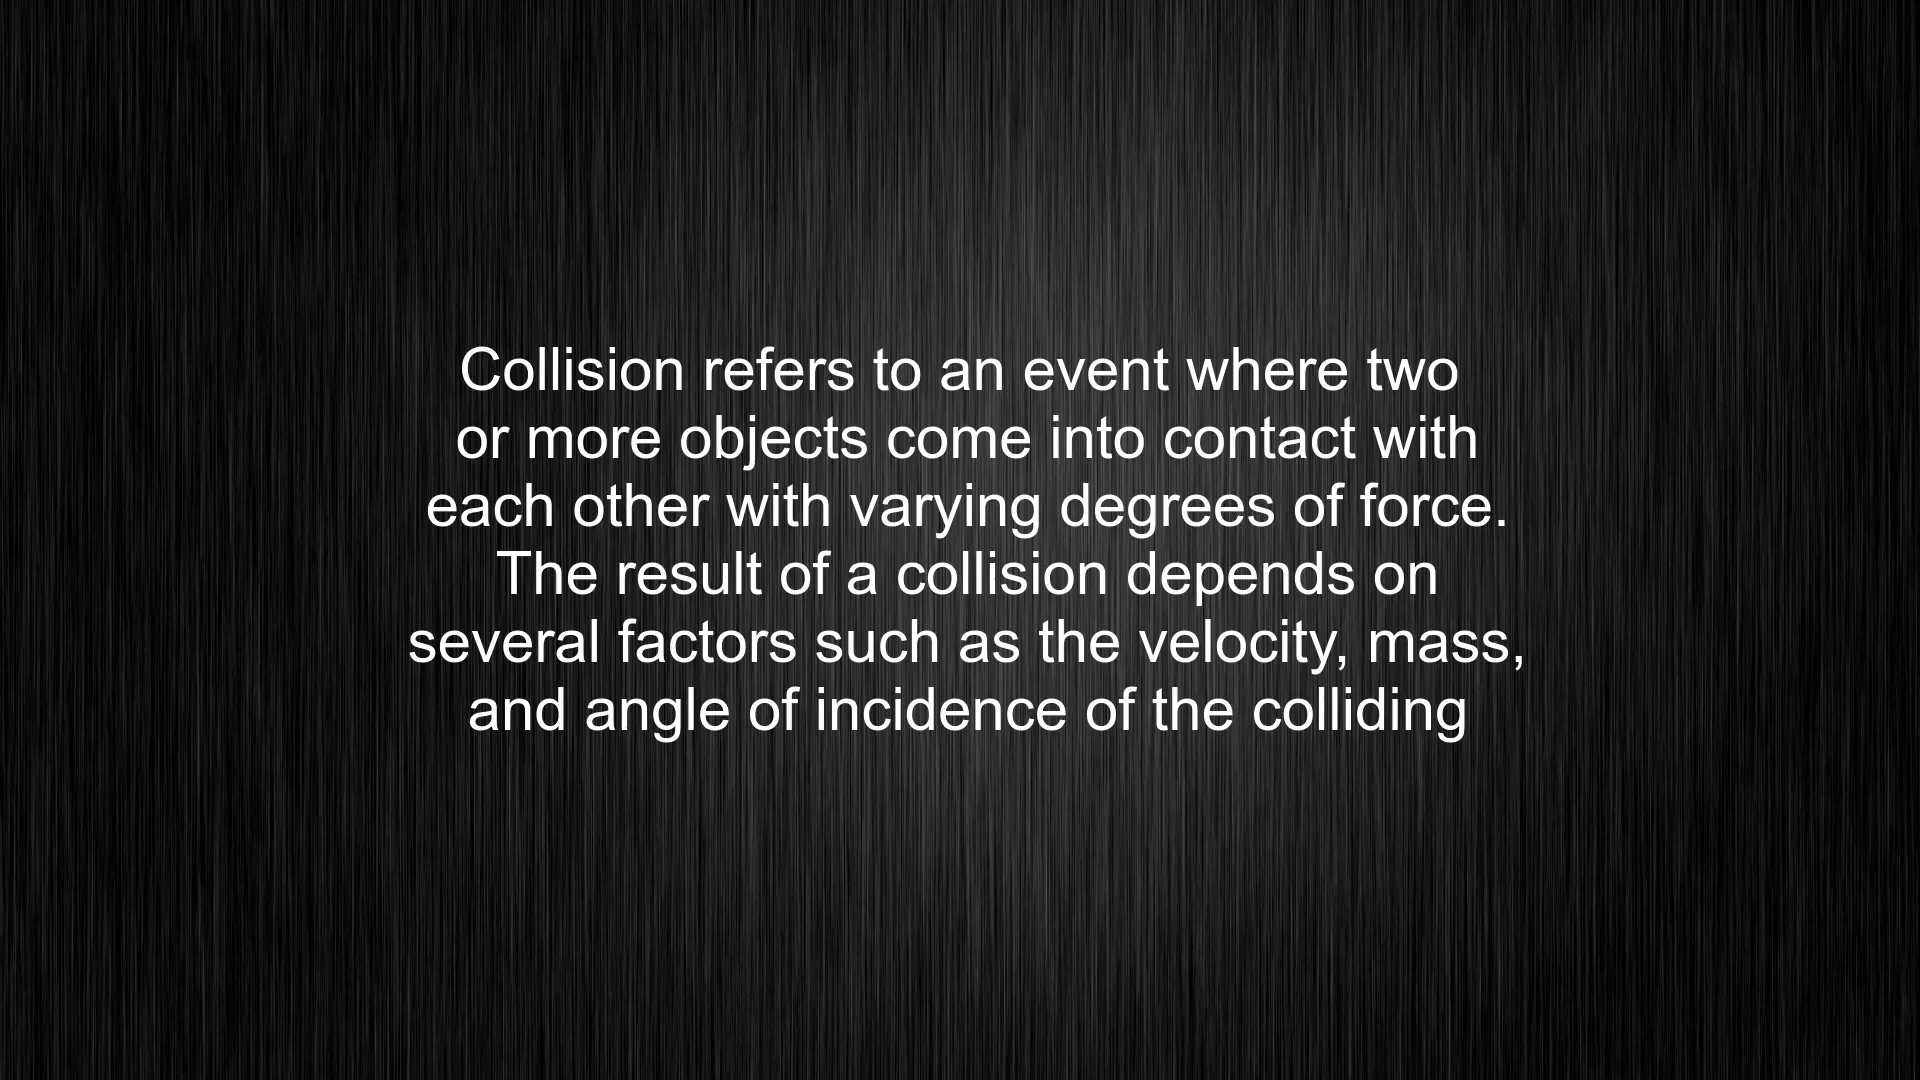 Collision refers to an event where two
or more objects come into contact with
each other with varying degrees of force.
The result of a collision depends on
several factors such as the velocity, mass,
and angle of incidence of the colliding